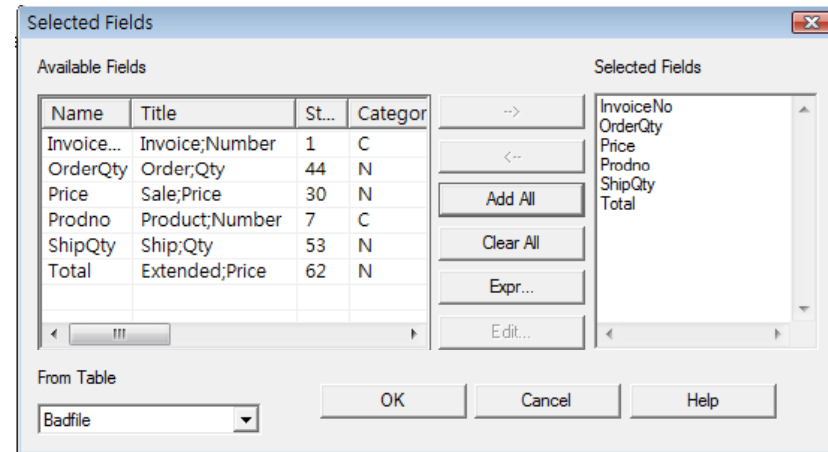 Selected Fields
Available Fields
Selected Fields
Name Title St... Categor
Invoice... Invoice;Number 1 C
OrderQty Order;Qty 44 N
Price Sale;Price 30 N
Prodno Product;Number 7 C
ShipQty Ship;Qty 53 N
Total Extended;Price 62 N
-->
<--
Add All
Clear All
Expr...
Edit...
InvoiceNo
OrderQty
Price
Prodno
ShipQty
Total
From Table
Badfile
OK
Cancel
Help